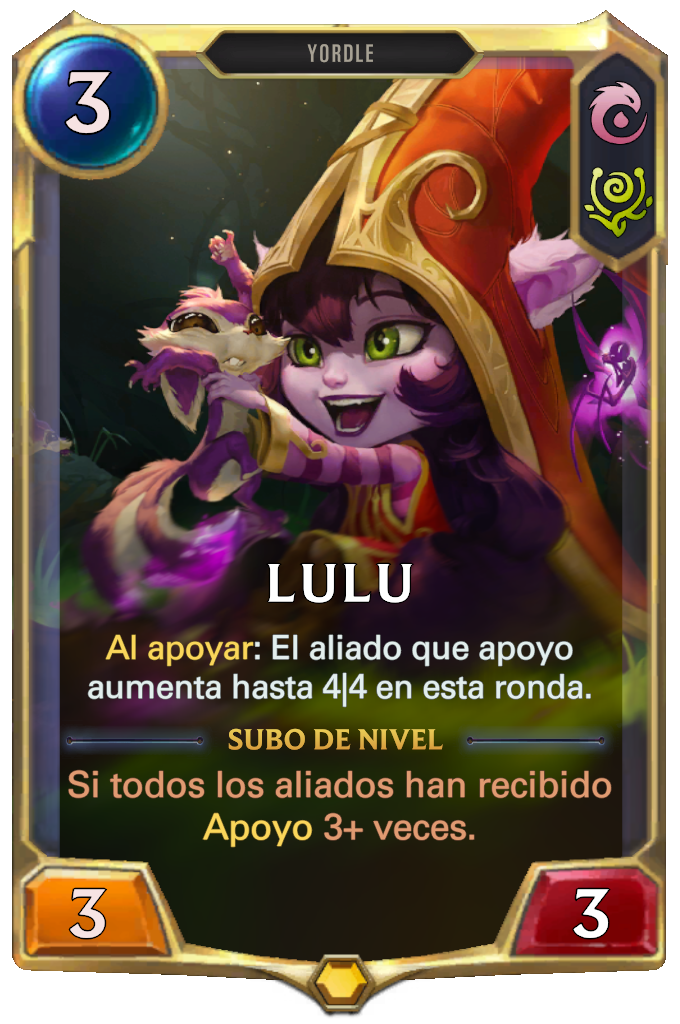 YORDLE
3
LULU
Al apoyar: El aliado que apoyo
aumenta hasta 4|4 en esta ronda.
SUBO DE NIVEL
Si todos los aliados han recibido
Apoyo 3+ veces.
3
3